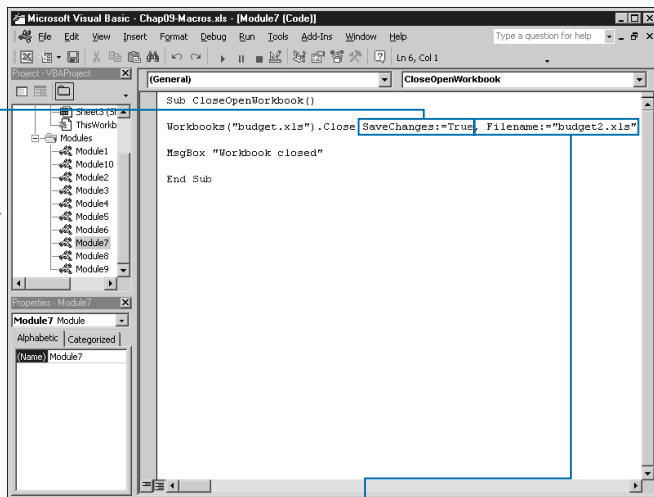 Microsoft Visual Basic - Chap09-Macros.xls - [Module7 (Code)]
File Edit View Insert Format Debug Run Tools Add-Ins Window Help
Type a question for help
Ln 6, Col 1
Project - VBAProject
(General)
CloseOpenWorkbook
Sheet3 (Sh
ThisWorkb
Modules
Module1
Module10
Module2
Module3
Module4
Module5
Module6
Module7
Module8
Module9
Properties - Module7
Module7 Module
Alphabetic Categorized
(Name) Module7
Sub CloseOpenWorkbook()
Workbooks("budget.xls").Close SaveChanges:=True, Filename:="budget2.xls"
MsgBox "Workbook closed"
End Sub